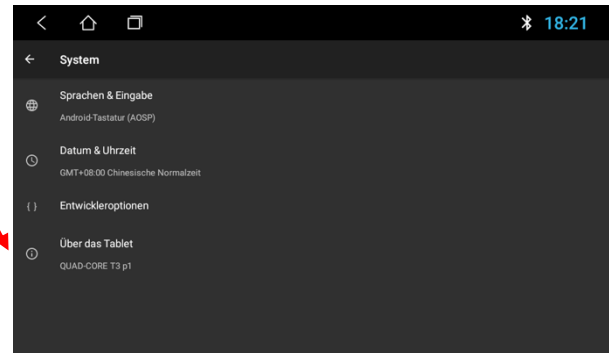 18:21
System
Sprachen & Eingabe
Android-Tastatur (AOSP)
Datum & Uhrzeit
GMT+08:00 Chinesische Normalzeit
{ } Entwickleroptionen
Über das Tablet
QUAD-CORE T3 p1